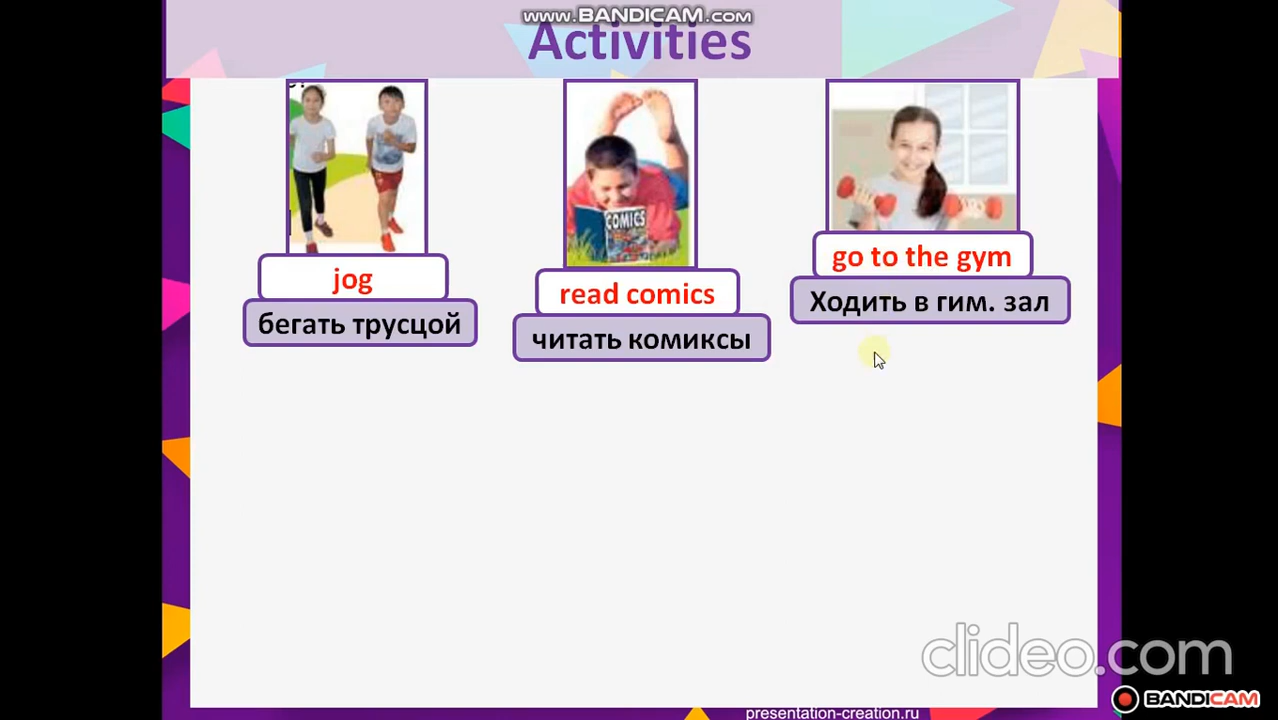 www.BANDICAM.com
Activities
jog
бегать трусцой
read comics
читать комиксы
COMICS
go to the gym
Ходить в гим. зал
clideo.com
BANDICAM
presentation-creation.ru